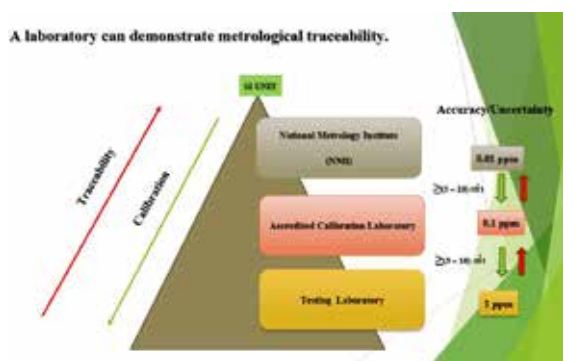 A laboratory can demonstrate metrological traceability.
SI UNIT
Accuracy/Uncertainty
National Metrology Institute
(NMI)
0.01 ppm
Traceability
Calibration
Accredited Calibration Laboratory
0.1 ppm
Testing Laboratory
1 ppm